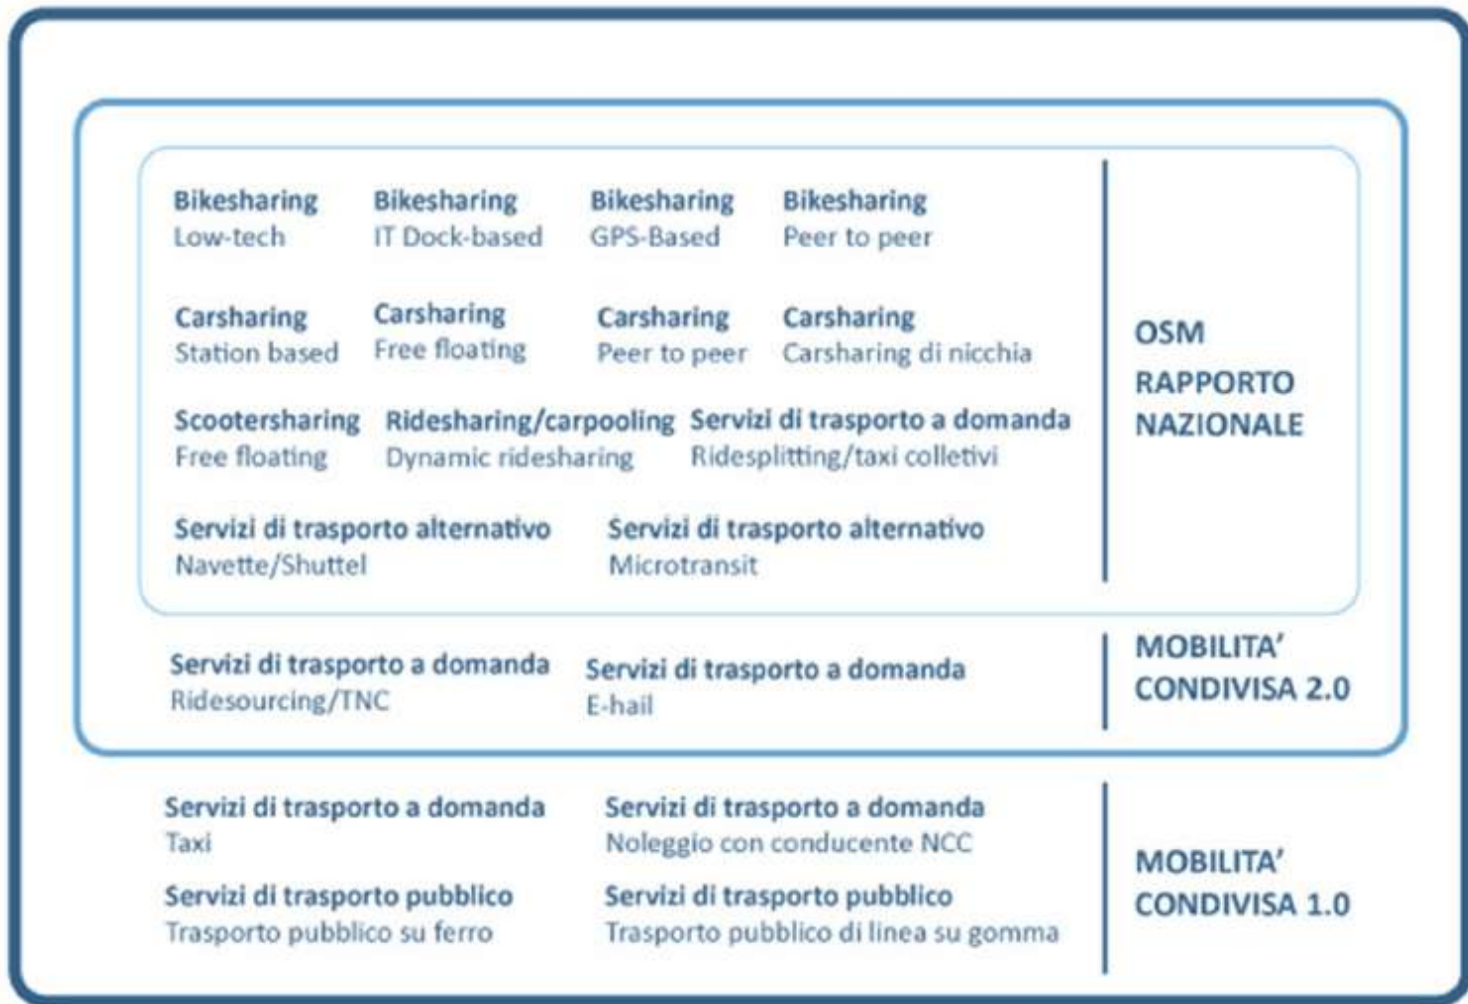 Bikesharing Bikesharing Bikesharing Bikesharing
Low-tech IT Dock-based GPS-Based Peer to peer
Carsharing Carsharing Carsharing Carsharing
Station based Free floating Peer to peer Carsharing di nicchia
Scootersharing Ridesharing/carpooling Servizi di trasporto a domanda
Free floating Dynamic ridesharing Ridesplitting/taxi colletivi
Servizi di trasporto alternativo Servizi di trasporto alternativo
Navette/Shuttel Microtransit
OSM
RAPPORTO
NAZIONALE
Servizi di trasporto a domanda Servizi di trasporto a domanda
Ridesourcing/TNC E-hail
MOBILITA'
CONDIVISA 2.0
Servizi di trasporto a domanda Servizi di trasporto a domanda
Taxi Noleggio con conducente NCC
Servizi di trasporto pubblico Servizi di trasporto pubblico
Trasporto pubblico su ferro Trasporto pubblico di linea su gomma
MOBILITA'
CONDIVISA 1.0